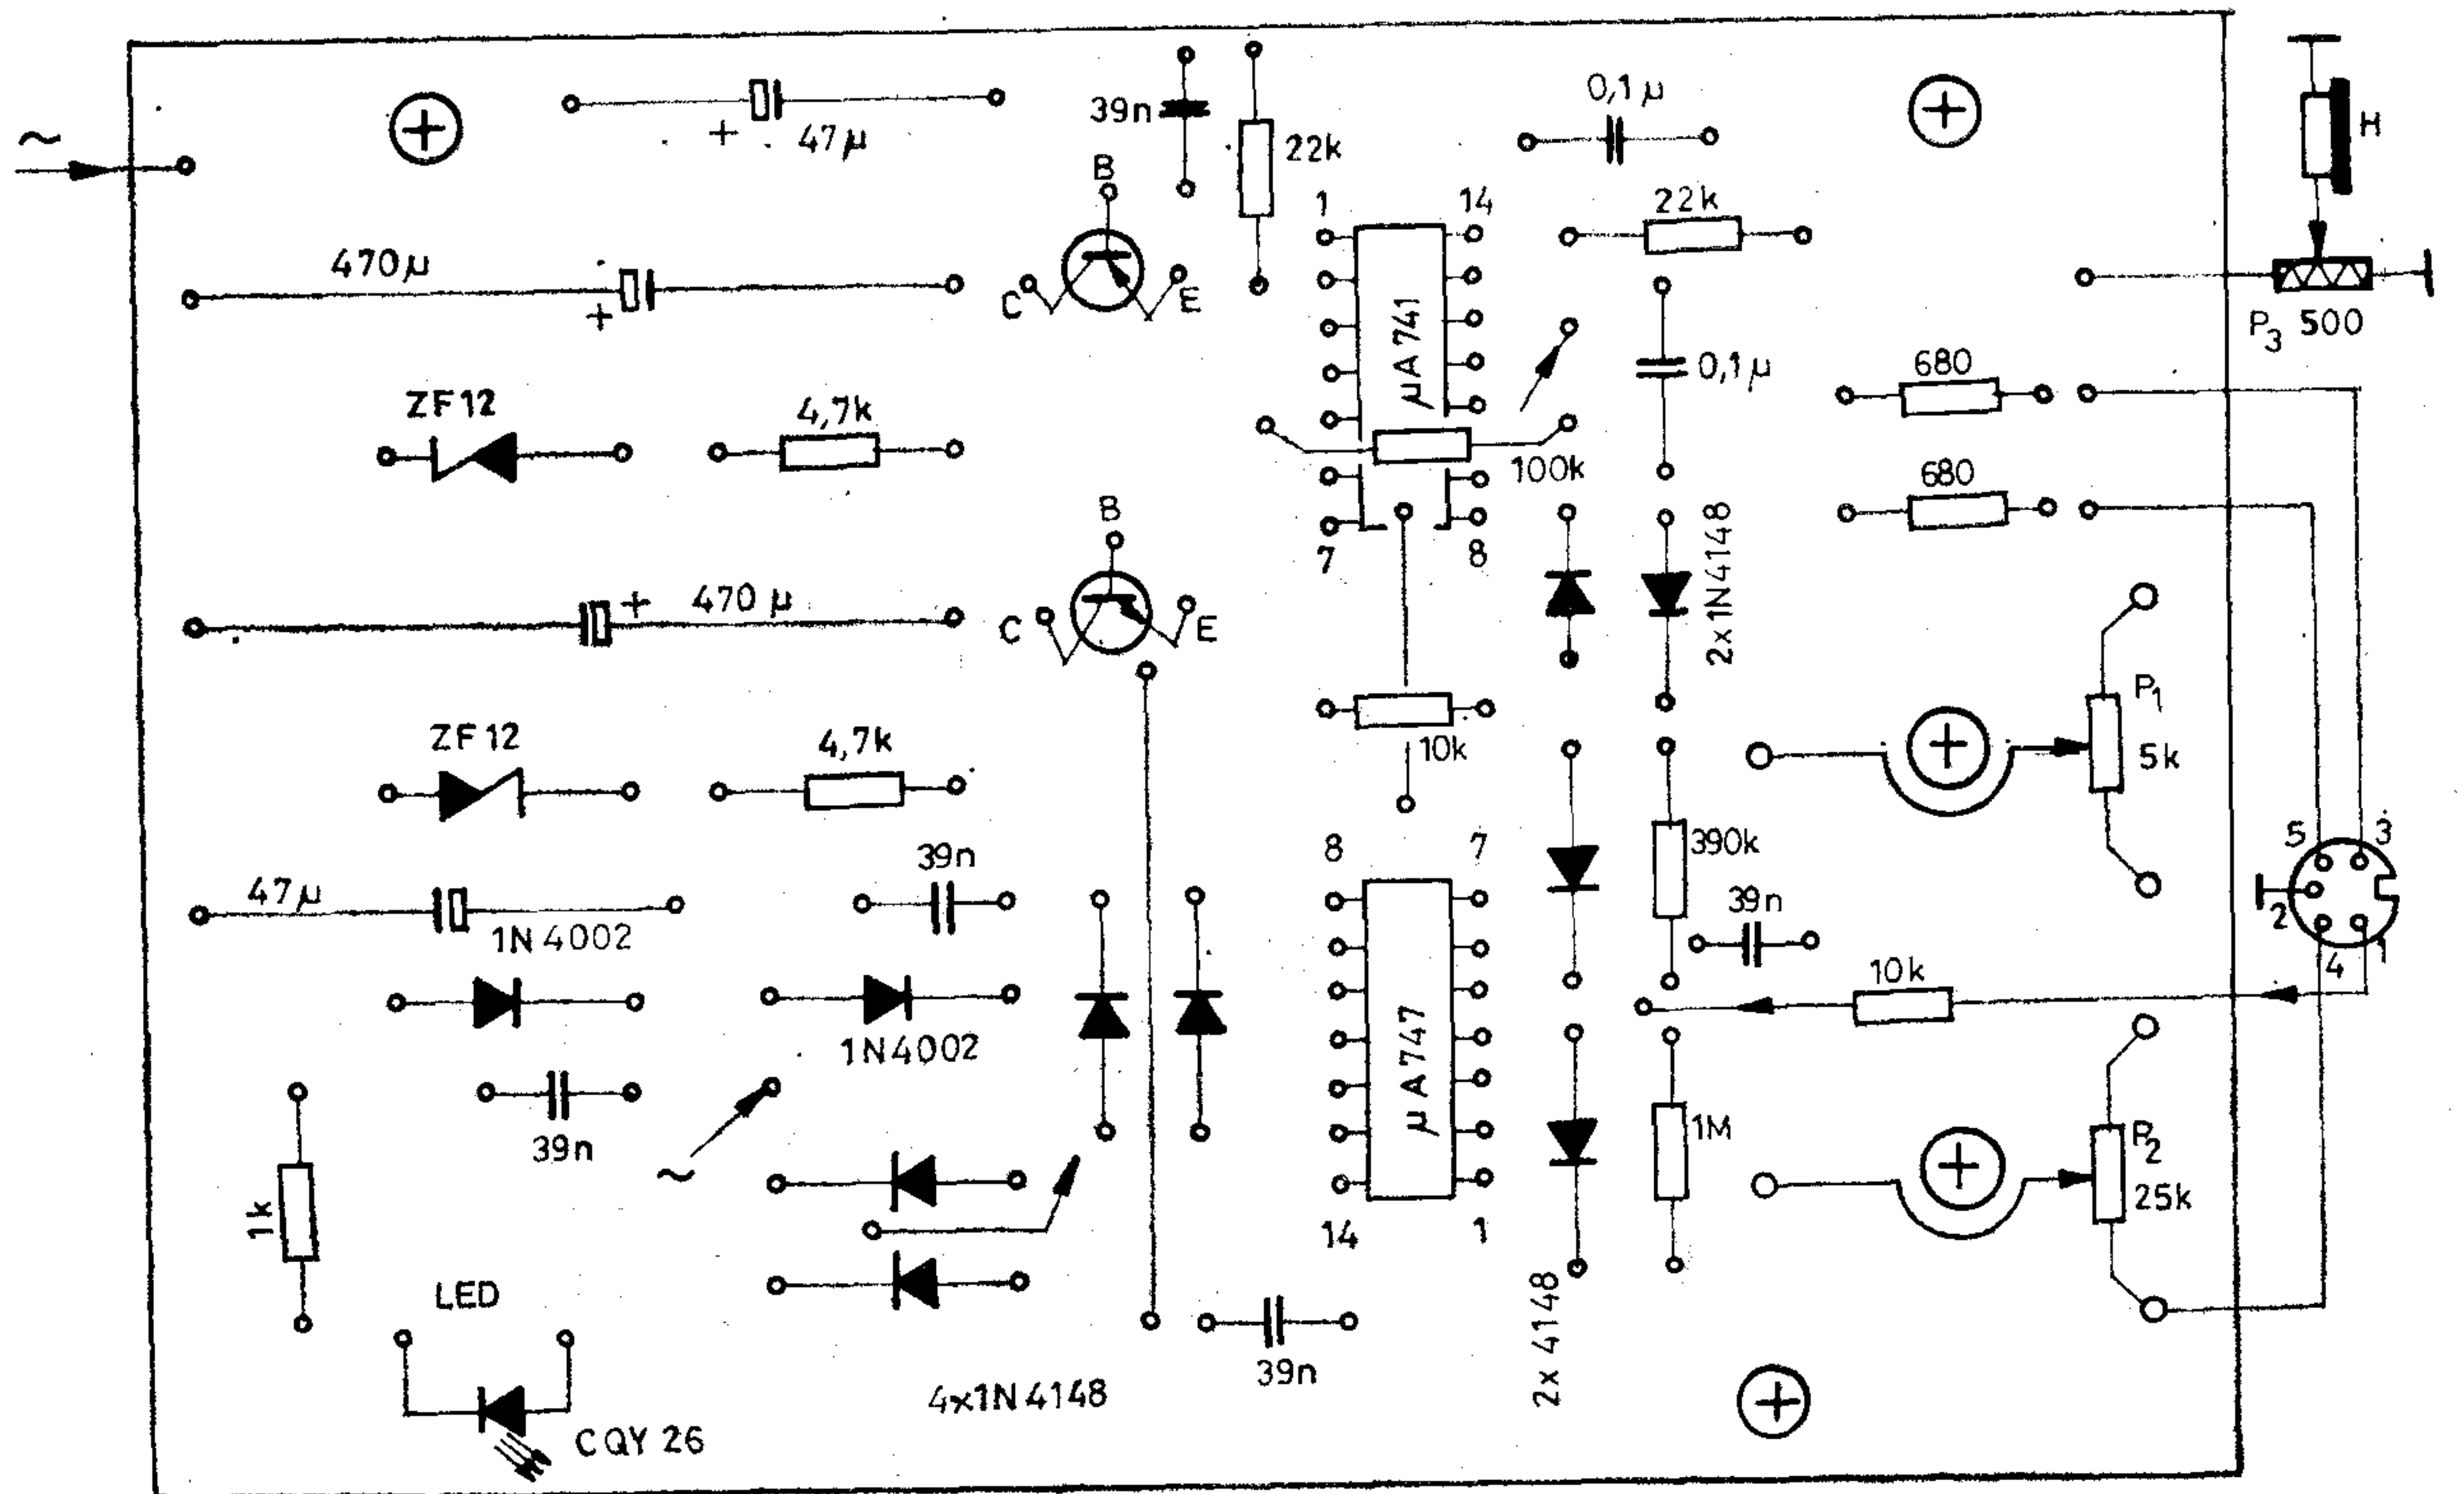 ~
+ 47µ
39n
22k
0,1µ
H
B
1
14
22k
470µ
+
C
E
µA741
P3 500
0,1µ
680
ZF12
4,7k
100k
680
B
7
8
2x1N4148
470µ
+
C
E
P1
5k
ZF12
4,7k
10k
8
7
390k
5
3
39n
47µ
1N4002
39n
2
4
1
10k
1N4002
µA747
39n
~
1M
P2
25k
1k
14
1
LED
2x4148
39n
4x1N4148
CQY 26